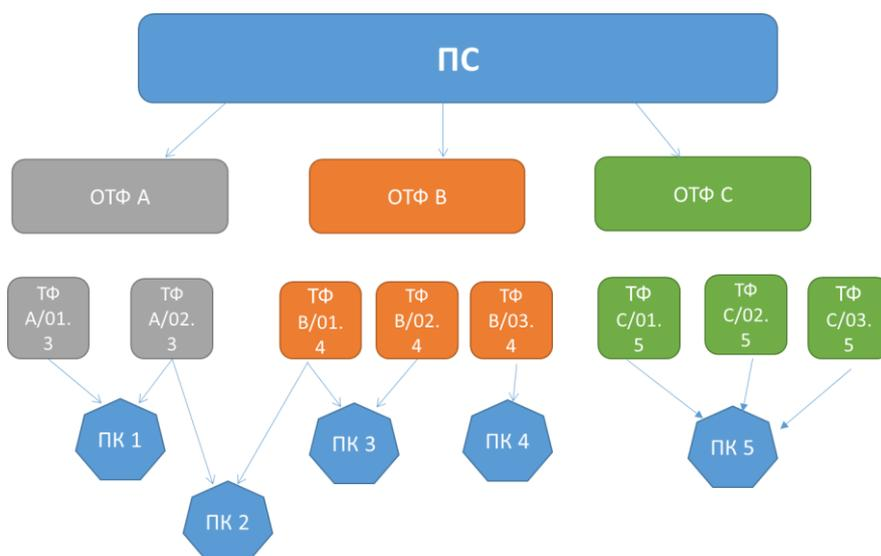 ПС
ОТФ А
ОТФ В
ОТФ С
ТФ
А/01.
3
ТФ
А/02.
3
ТФ
В/01.
4
ТФ
В/02.
4
ТФ
В/03.
4
ТФ
С/01.
5
ТФ
С/02.
5
ТФ
С/03.
5
ПК 1
ПК 2
ПК 3
ПК 4
ПК 5